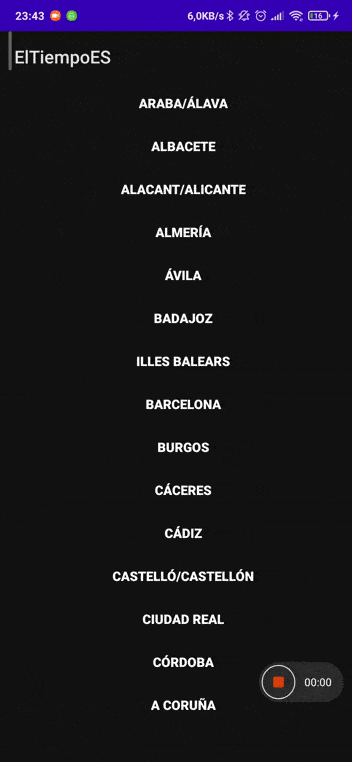 23:43
6,0KB/s
16
ElTiempoES
ARABA/ÁLAVA
ALBACETE
ALACANT/ALICANTE
ALMERÍA
ÁVILA
BADAJOZ
ILLES BALEARS
BARCELONA
BURGOS
CÁCERES
CÁDIZ
CASTELLÓ/CASTELLÓN
CIUDAD REAL
CÓRDOBA
00:00
A CORUÑA